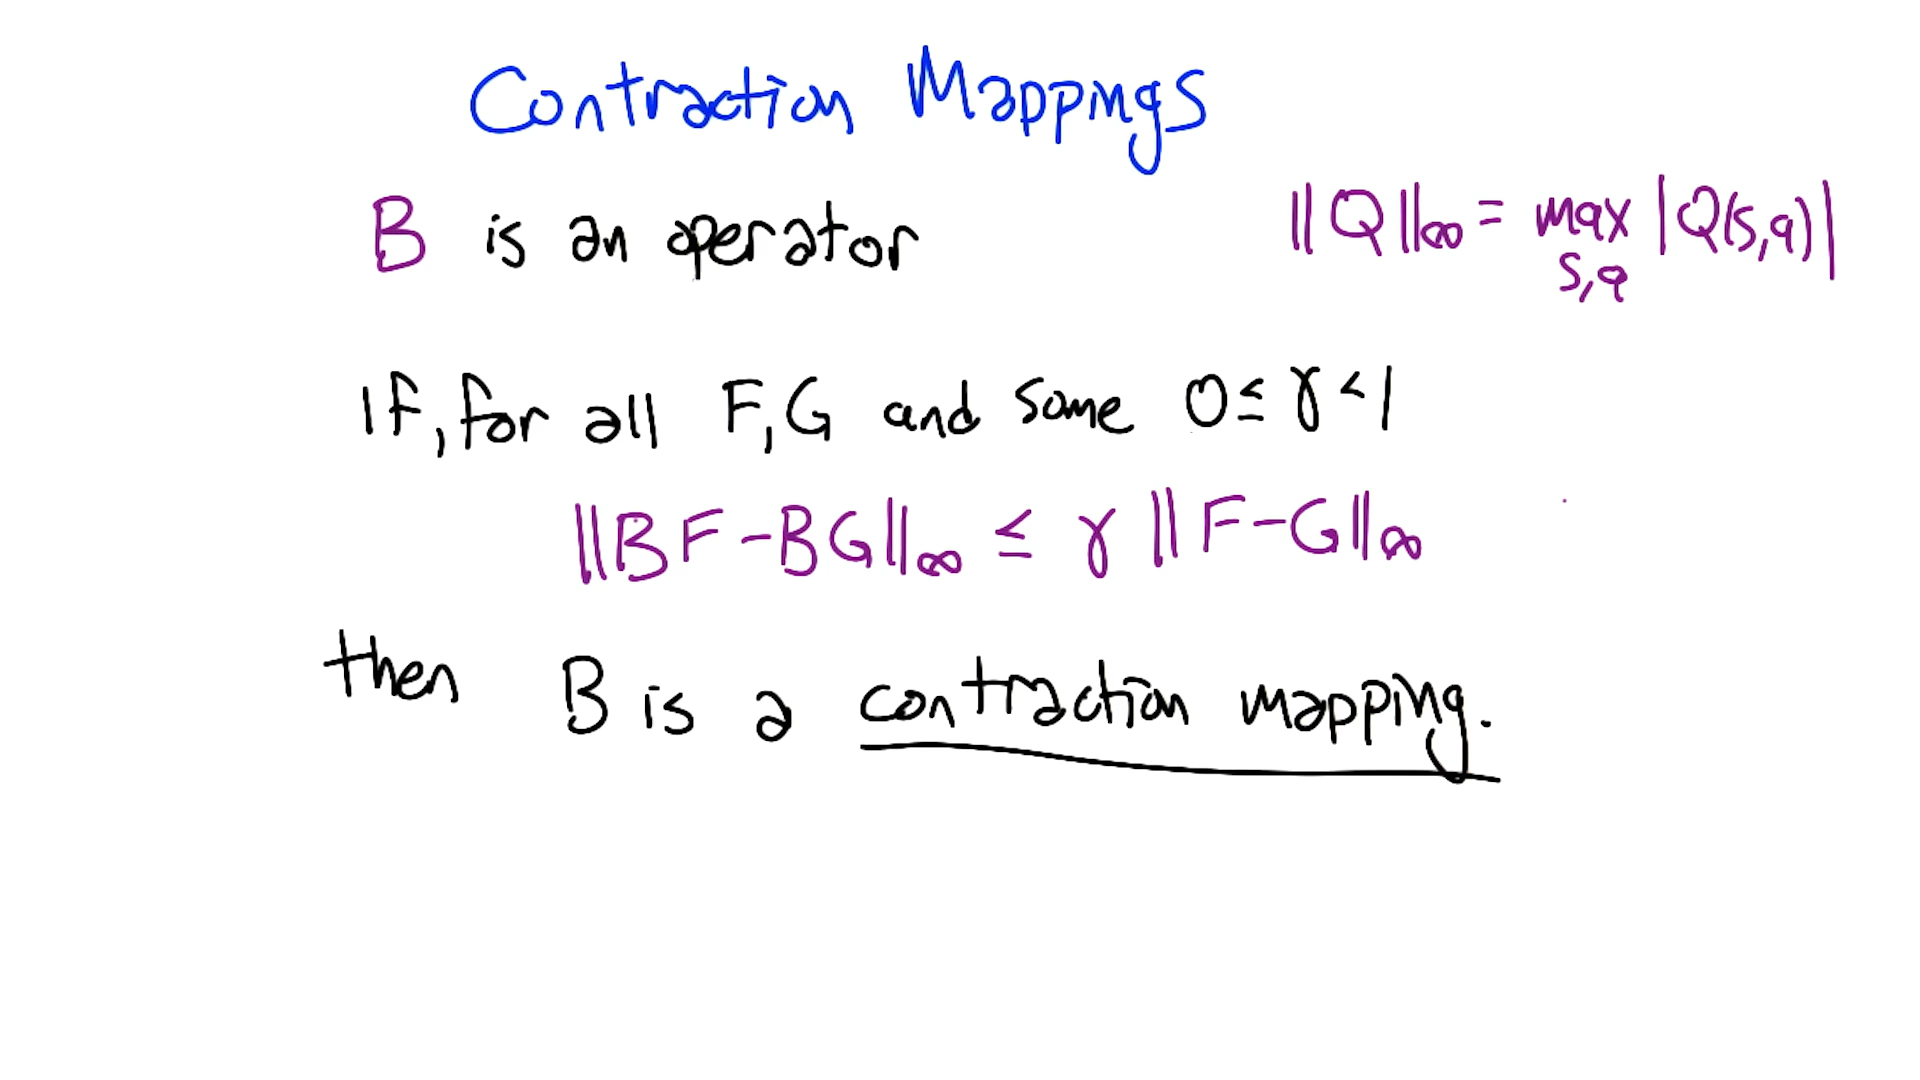 Contraction Mappings
B is an operator
||Q||∞ = max |Q(s,a)|
s,a
If, for all F,G and some 0 ≤ γ < 1
||BF-BG||∞ ≤ γ ||F-G||∞
then B is a contraction mapping.